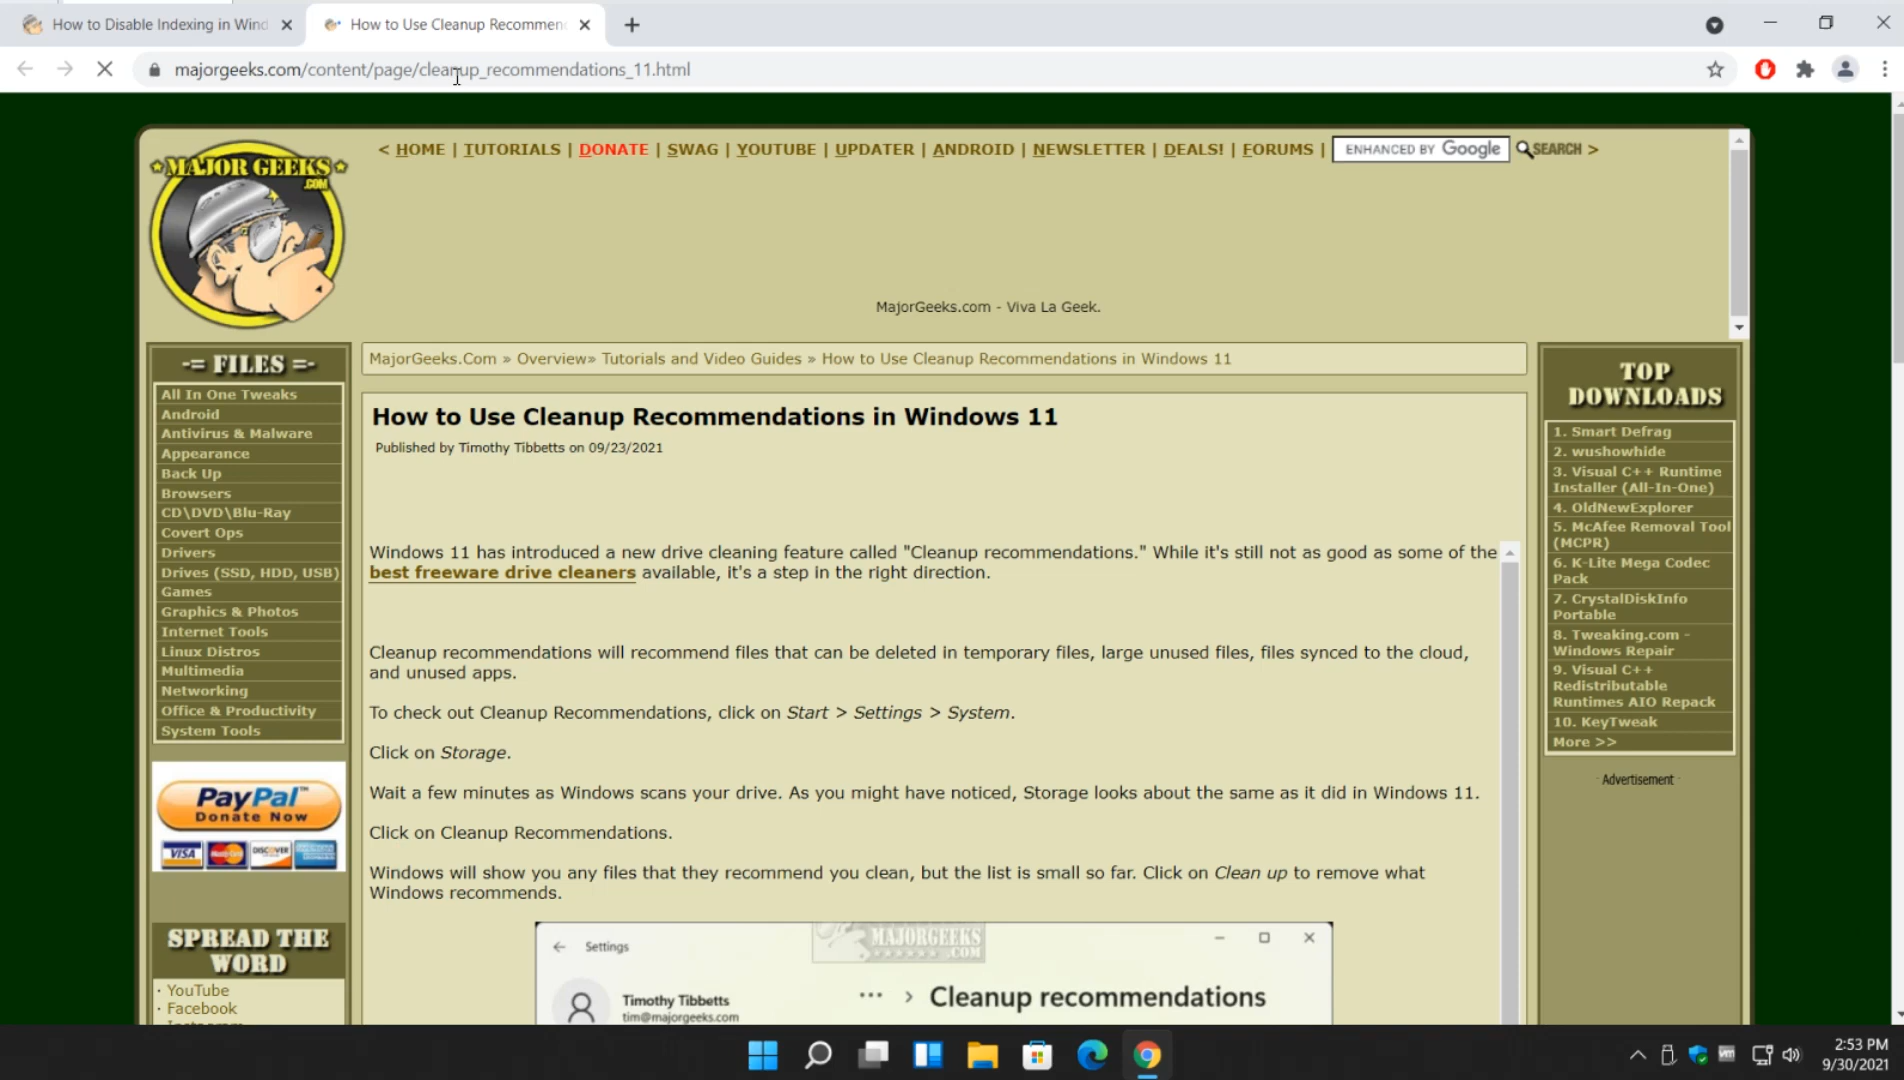 How to Disable Indexing in Wind
How to Use Cleanup Recommen
majorgeeks.com/content/page/cleanup_recommendations_11.html
MAJOR GEEKS
.COM
< HOME | TUTORIALS | DONATE | SWAG | YOUTUBE | UPDATER | ANDROID | NEWSLETTER | DEALS! | FORUMS | ENHANCED BY Google SEARCH >
MajorGeeks.com - Viva La Geek.
-= FILES =-
All In One Tweaks
Android
Antivirus & Malware
Appearance
Back Up
Browsers
CD\DVD\Blu-Ray
Covert Ops
Drivers
Drives (SSD, HDD, USB)
Games
Graphics & Photos
Internet Tools
Linux Distros
Multimedia
Networking
Office & Productivity
System Tools
PayPal™
Donate Now
VISA MasterCard DISCOVER
SPREAD THE
WORD
· YouTube
· Facebook
MajorGeeks.Com » Overview» Tutorials and Video Guides » How to Use Cleanup Recommendations in Windows 11
How to Use Cleanup Recommendations in Windows 11
Published by Timothy Tibbetts on 09/23/2021
Windows 11 has introduced a new drive cleaning feature called "Cleanup recommendations." While it's still not as good as some of the
best freeware drive cleaners available, it's a step in the right direction.
Cleanup recommendations will recommend files that can be deleted in temporary files, large unused files, files synced to the cloud,
and unused apps.
To check out Cleanup Recommendations, click on Start > Settings > System.
Click on Storage.
Wait a few minutes as Windows scans your drive. As you might have noticed, Storage looks about the same as it did in Windows 11.
Click on Cleanup Recommendations.
Windows will show you any files that they recommend you clean, but the list is small so far. Click on Clean up to remove what
Windows recommends.
Settings
MAJORGEEKS
.COM
Timothy Tibbetts
tim@majorgeeks.com
... > Cleanup recommendations
TOP
DOWNLOADS
1. Smart Defrag
2. wushowhide
3. Visual C++ Runtime
Installer (All-In-One)
4. OldNewExplorer
5. McAfee Removal Tool
(MCPR)
6. K-Lite Mega Codec
Pack
7. CrystalDiskInfo
Portable
8. Tweaking.com -
Windows Repair
9. Visual C++
Redistributable
Runtimes AIO Repack
10. KeyTweak
More >>
- Advertisement -
2:53 PM
9/30/2021